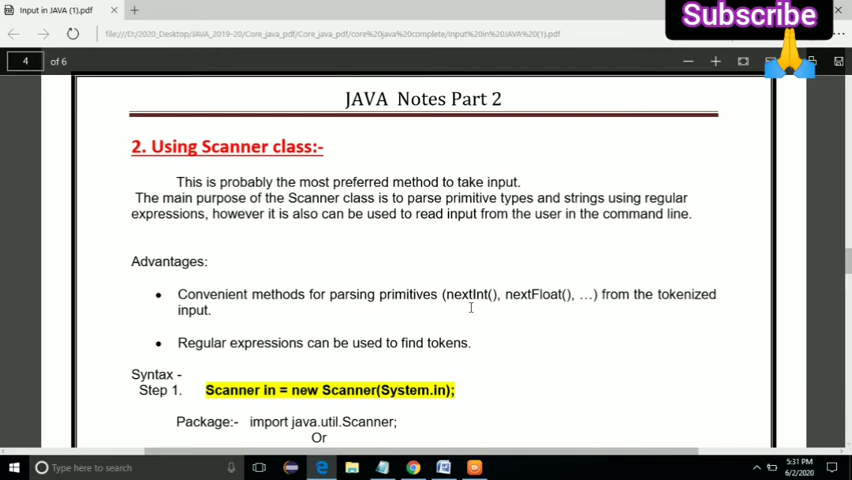 Input in JAVA (1).pdf
Subscribe
file:///D:/2020_Desktop/JAVA_2019-20/Core_java_pdf/Core_java_pdf/core%20java%20complete/Input%20in%20JAVA%20(1).pdf
4 of 6
JAVA Notes Part 2
2. Using Scanner class:-
This is probably the most preferred method to take input.
The main purpose of the Scanner class is to parse primitive types and strings using regular
expressions, however it is also can be used to read input from the user in the command line.
Advantages:
• Convenient methods for parsing primitives (nextInt(), nextFloat(), …) from the tokenized
input.
• Regular expressions can be used to find tokens.
Syntax -
Step 1. Scanner in = new Scanner(System.in);
Package:- import java.util.Scanner;
Or
Type here to search
5:31 PM
6/2/2020